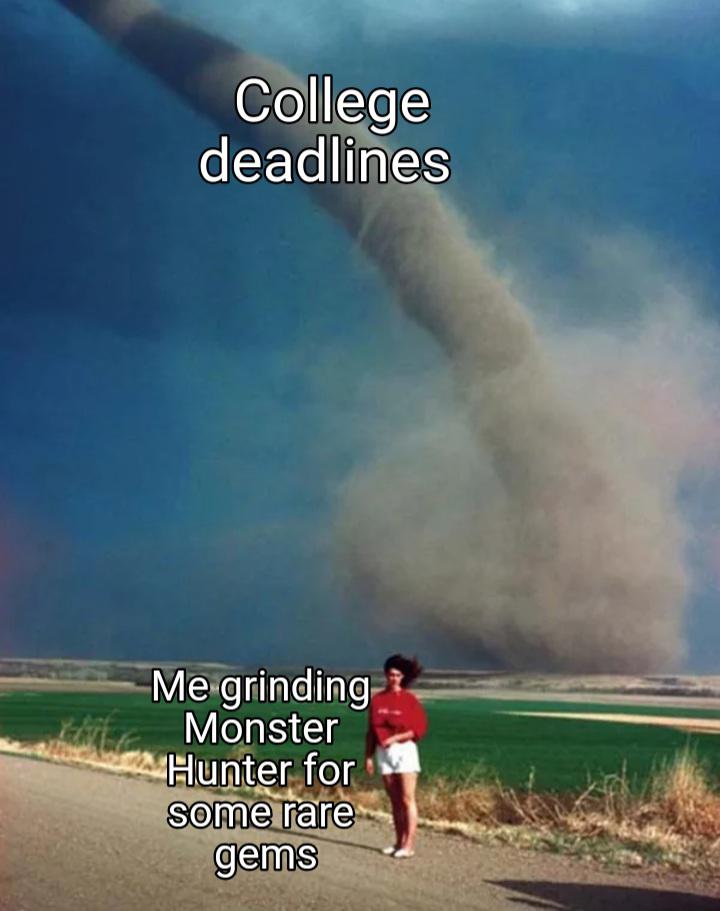 College
deadlines
Me grinding
Monster
Hunter for
some rare
gems